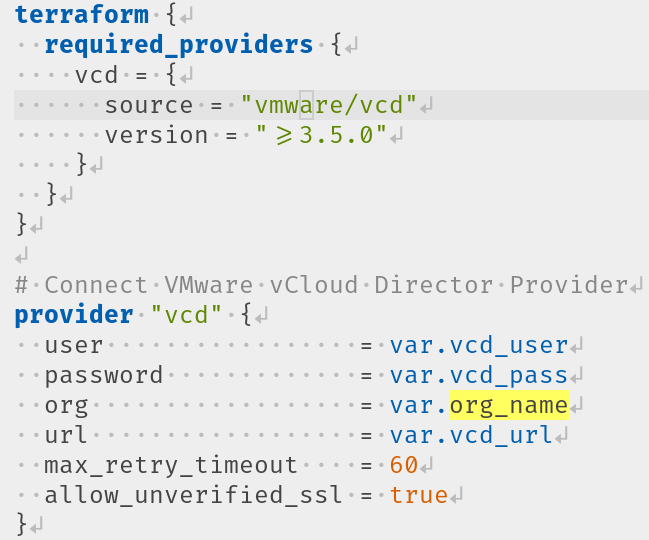 terraform {
  required_providers {
    vcd = {
      source = "vmware/vcd"
      version = ">=3.5.0"
    }
  }
}

# Connect VMware vCloud Director Provider
provider "vcd" {
  user                 = var.vcd_user
  password             = var.vcd_pass
  org                  = var.org_name
  url                  = var.vcd_url
  max_retry_timeout    = 60
  allow_unverified_ssl = true
}